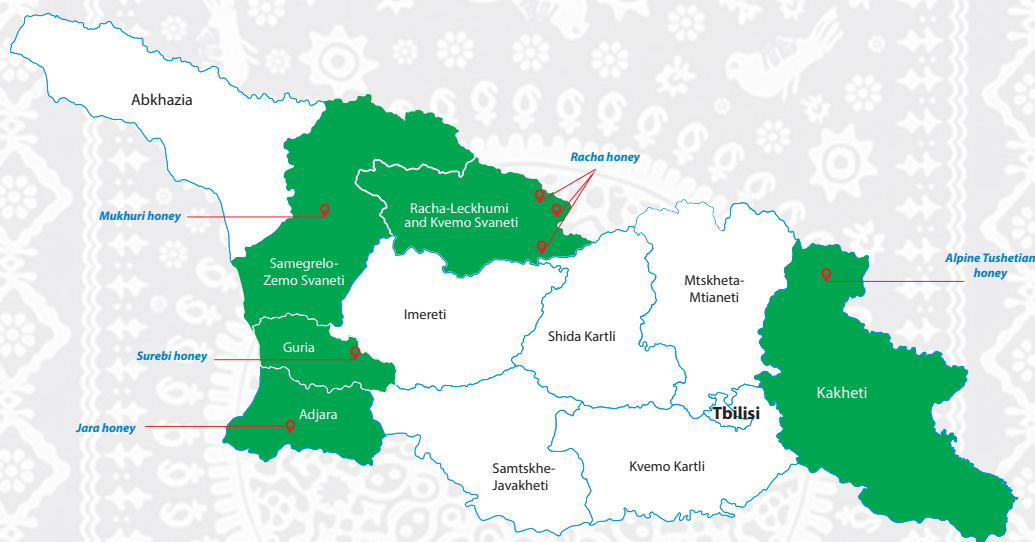 Abkhazia
Racha honey
Mukhuri honey
Racha-Leckhumi
and Kvemo Svaneti
Samegrelo-
Zemo Svaneti
Alpine Tushetian
honey
Mtskheta-
Mtianeti
Imereti
Shida Kartli
Guria
Surebi honey
Kakheti
Adjara
Tbilisi
Jara honey
Samtskhe-
Javakheti
Kvemo Kartli